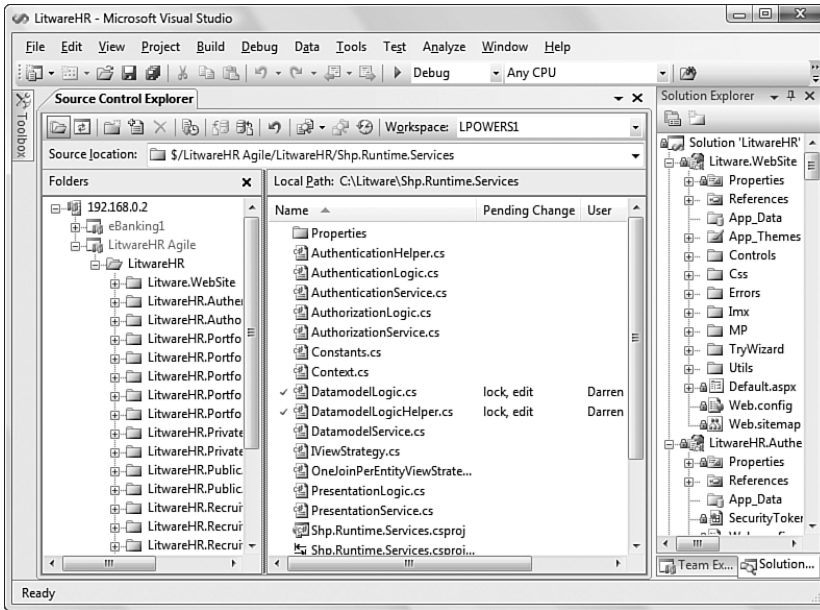 LitwareHR - Microsoft Visual Studio
File Edit View Project Build Debug Data Tools Test Analyze Window Help
Debug Any CPU
Toolbox
Source Control Explorer
Workspace: LPOWERS1
Source location: $/LitwareHR Agile/LitwareHR/Shp.Runtime.Services
Folders
192.168.0.2
eBanking1
LitwareHR Agile
LitwareHR
Litware.WebSite
LitwareHR.Auther
LitwareHR.Autho
LitwareHR.Portfo
LitwareHR.Portfo
LitwareHR.Portfo
LitwareHR.Portfo
LitwareHR.Portfo
LitwareHR.Private
LitwareHR.Private
LitwareHR.Public
LitwareHR.Public
LitwareHR.Recrui
LitwareHR.Recrui
LitwareHR.Recrui
Local Path: C:\Litware\Shp.Runtime.Services
Name Pending Change User
Properties
AuthenticationHelper.cs
AuthenticationLogic.cs
AuthenticationService.cs
AuthorizationLogic.cs
AuthorizationService.cs
Constants.cs
Context.cs
DatamodelLogic.cs lock, edit Darren
DatamodelLogicHelper.cs lock, edit Darren
DatamodelService.cs
IViewStrategy.cs
OneJoinPerEntityViewStrate...
PresentationLogic.cs
PresentationService.cs
Shp.Runtime.Services.csproj
Shp.Runtime.Services.csproj...
Solution Explorer
Solution 'LitwareHR'
Litware.WebSite
Properties
References
App_Data
App_Themes
Controls
Css
Errors
Imx
MP
TryWizard
Utils
Default.aspx
Web.config
Web.sitemap
LitwareHR.Authe
Properties
References
App_Data
SecurityToker
Team Ex... Solution...
Ready